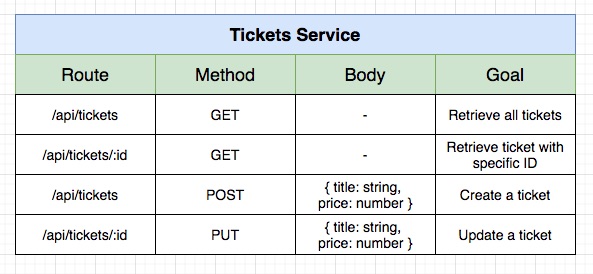 Tickets Service
Route Method Body Goal
/api/tickets GET - Retrieve all tickets
/api/tickets/:id GET - Retrieve ticket with
specific ID
/api/tickets POST { title: string, Create a ticket
price: number }
/api/tickets/:id PUT { title: string, Update a ticket
price: number }